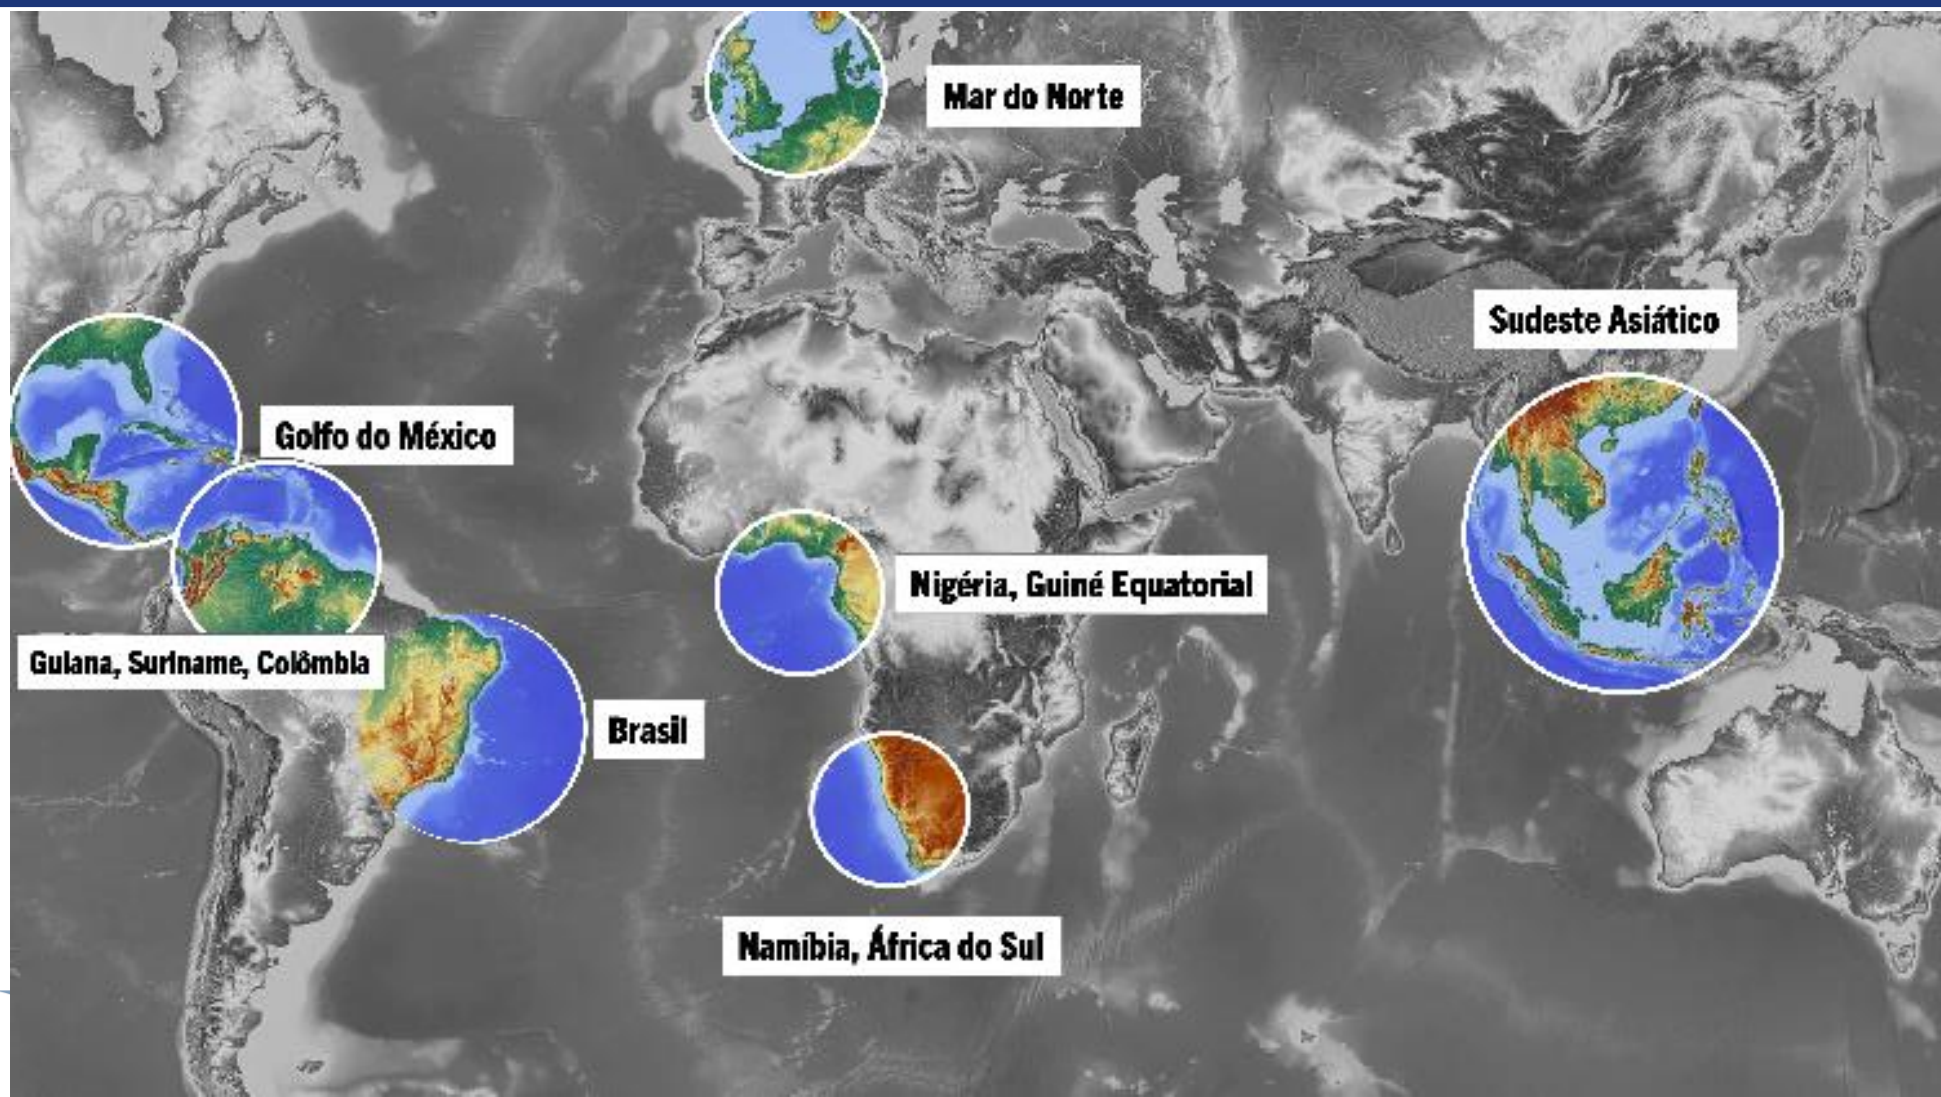 Mar do Norte
Sudeste Asiático
Golfo do México
Nigéria, Guiné Equatorial
Guiana, Suriname, Colômbia
Brasil
Namíbia, África do Sul